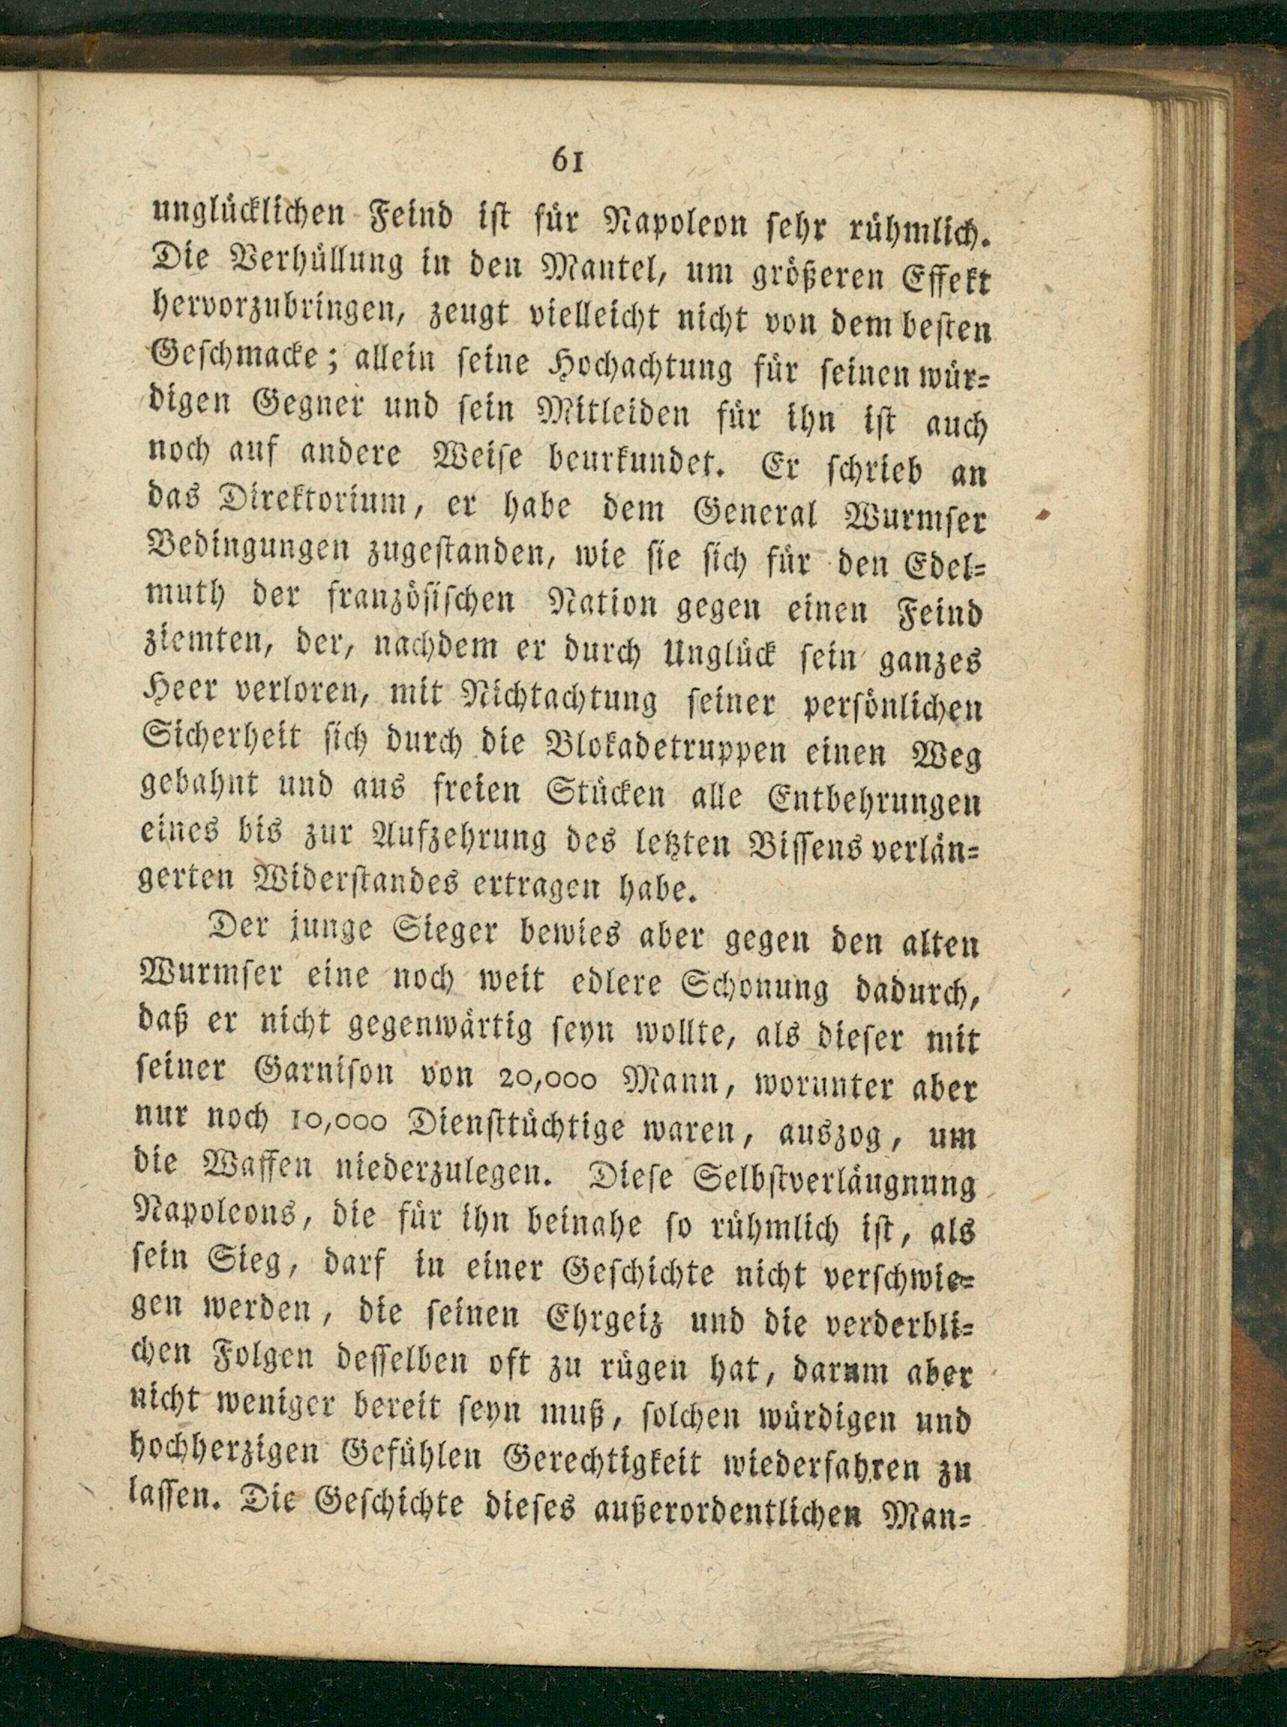 61
unglücklichen Feind ist für Napoleon sehr rühmlich.
Die Verhüllung in den Mantel, um größeren Effekt
hervorzubringen, zeugt vielleicht nicht von dem besten
Geschmacke; allein seine Hochachtung für seinen wür-
digen Gegner und sein Mitleiden für ihn ist auch
noch auf andere Weise beurkundet. Er schrieb an
das Direktorium, er habe dem General Wurmser
Bedingungen zugestanden, wie sie sich für den Edel-
muth der französischen Nation gegen einen Feind
ziemten, der, nachdem er durch Unglück sein ganzes
Heer verloren, mit Nichtachtung seiner persönlichen
Sicherheit sich durch die Blokadetruppen einen Weg
gebahnt und aus freien Stücken alle Entbehrungen
eines bis zur Aufzehrung des letzten Bissens verlän-
gerten Widerstandes ertragen habe.
Der junge Sieger bewies aber gegen den alten
Wurmser eine noch weit edlere Schonung dadurch,
daß er nicht gegenwärtig seyn wollte, als dieser mit
seiner Garnison von 20,000 Mann, worunter aber
nur noch 10,000 Diensttüchtige waren, auszog, um
die Waffen niederzulegen. Diese Selbstverläugnung
Napoleons, die für ihn beinahe so rühmlich ist, als
sein Sieg, darf in einer Geschichte nicht verschwie-
gen werden, die seinen Ehrgeiz und die verderbli-
chen Folgen desselben oft zu rügen hat, darum aber
nicht weniger bereit seyn muß, solchen würdigen und
hochherzigen Gefühlen Gerechtigkeit wiederfahren zu
lassen. Die Geschichte dieses außerordentlichen Man-